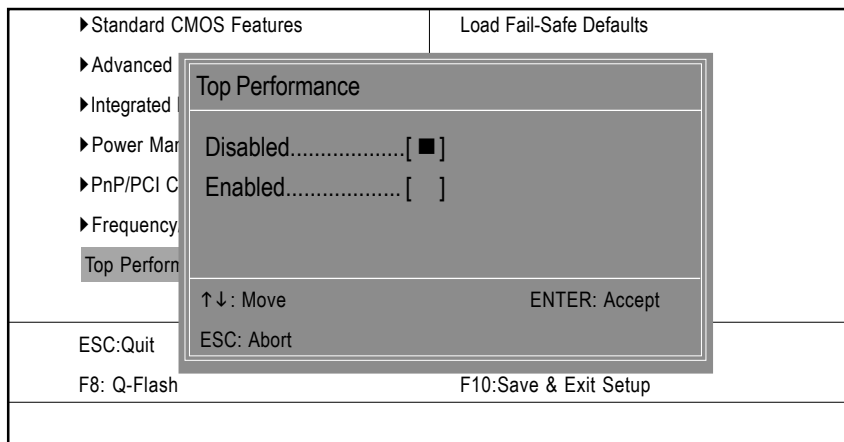 ▶Standard CMOS Features Load Fail-Safe Defaults
▶Advanced
▶Integrated
▶Power Mar
▶PnP/PCI C
▶Frequency
Top Perform
Top Performance
Disabled...................[ ■ ]
Enabled................... [ ]
↑↓: Move ENTER: Accept
ESC: Abort
ESC:Quit
F8: Q-Flash F10:Save & Exit Setup